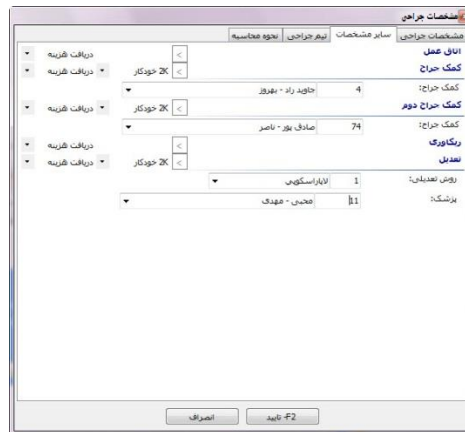 مشخصات جراحی
مشخصات جراحی | سایر مشخصات | تیم جراحی | نحوه محاسبه
اتاق عمل > دریافت هزینه
کمک جراح > 2K خودکار دریافت هزینه
کمک جراح: 4 جاوید راد - بهروز
کمک جراح دوم > 2K خودکار دریافت هزینه
کمک جراح: 74 صادق پور - ناصر
ریکاوری > دریافت هزینه
تعدیل > 2K خودکار دریافت هزینه
روش تعدیلی: 1 لاپاراسکوپی
پزشک: 11 محبی - مهدی
F2- تایید انصراف